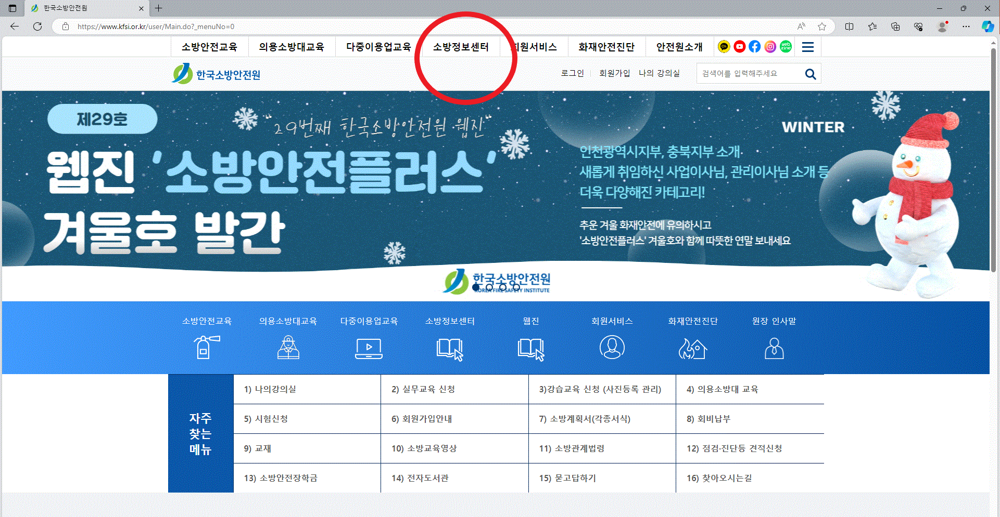 한국소방안전원
https://www.kfsi.or.kr/user/Main.do?_menuNo=0
소방안전교육 의용소방대교육 다중이용업교육 소방정보센터 회원서비스 화재안전진단 안전원소개
한국소방안전원 로그인 회원가입 나의 강의실 검색어를 입력해주세요
제29호
"29번째 한국소방안전원 웹진"
웹진 '소방안전플러스'
겨울호 발간
WINTER
인천광역시지부, 충북지부 소개·
새롭게 취임하신 사업이사님, 관리이사님 소개 등
더욱 다양해진 카테고리!
추운 겨울 화재안전에 유의하시고
'소방안전플러스' 겨울호와 함께 따뜻한 연말 보내세요
한국소방안전원
KOREA FIRE SAFETY INSTITUTE
소방안전교육 의용소방대교육 다중이용업교육 소방정보센터 웹진 회원서비스 화재안전진단 원장 인사말
자주
찾는
메뉴
1) 나의강의실 2) 실무교육 신청 3)강습교육 신청 (사진등록 관리) 4) 의용소방대 교육
5) 시험신청 6) 회원가입안내 7) 소방계획서(각종서식) 8) 회비납부
9) 교재 10) 소방교육영상 11) 소방관계법령 12) 점검·진단등 견적신청
13) 소방안전장학금 14) 전자도서관 15) 묻고답하기 16) 찾아오시는길